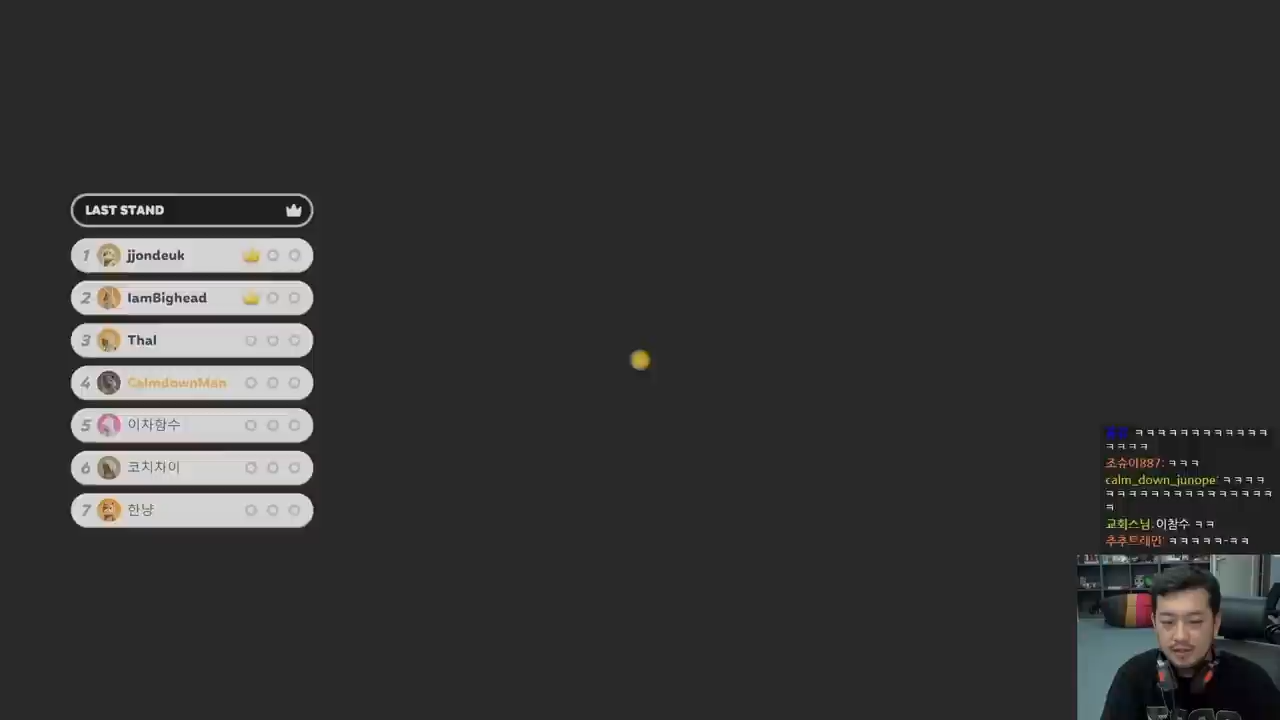 LAST STAND
1 jjondeuk
2 IamBighead
3 Thal
4 CalmdownMan
5 이차함수
6 코치차이
7 한냥
ㅋㅋㅋㅋㅋㅋㅋㅋㅋㅋㅋㅋ
ㅋㅋㅋㅋ
조슈아887: ㅋㅋㅋ
calm_down_junope: ㅋㅋㅋㅋ
ㅋㅋㅋㅋㅋㅋㅋㅋㅋㅋㅋㅋㅋㅋㅋ
ㅋ
교회스님: 이참수 ㅋㅋ
추추트레인: ㅋㅋㅋㅋㅋ-ㅋㅋ